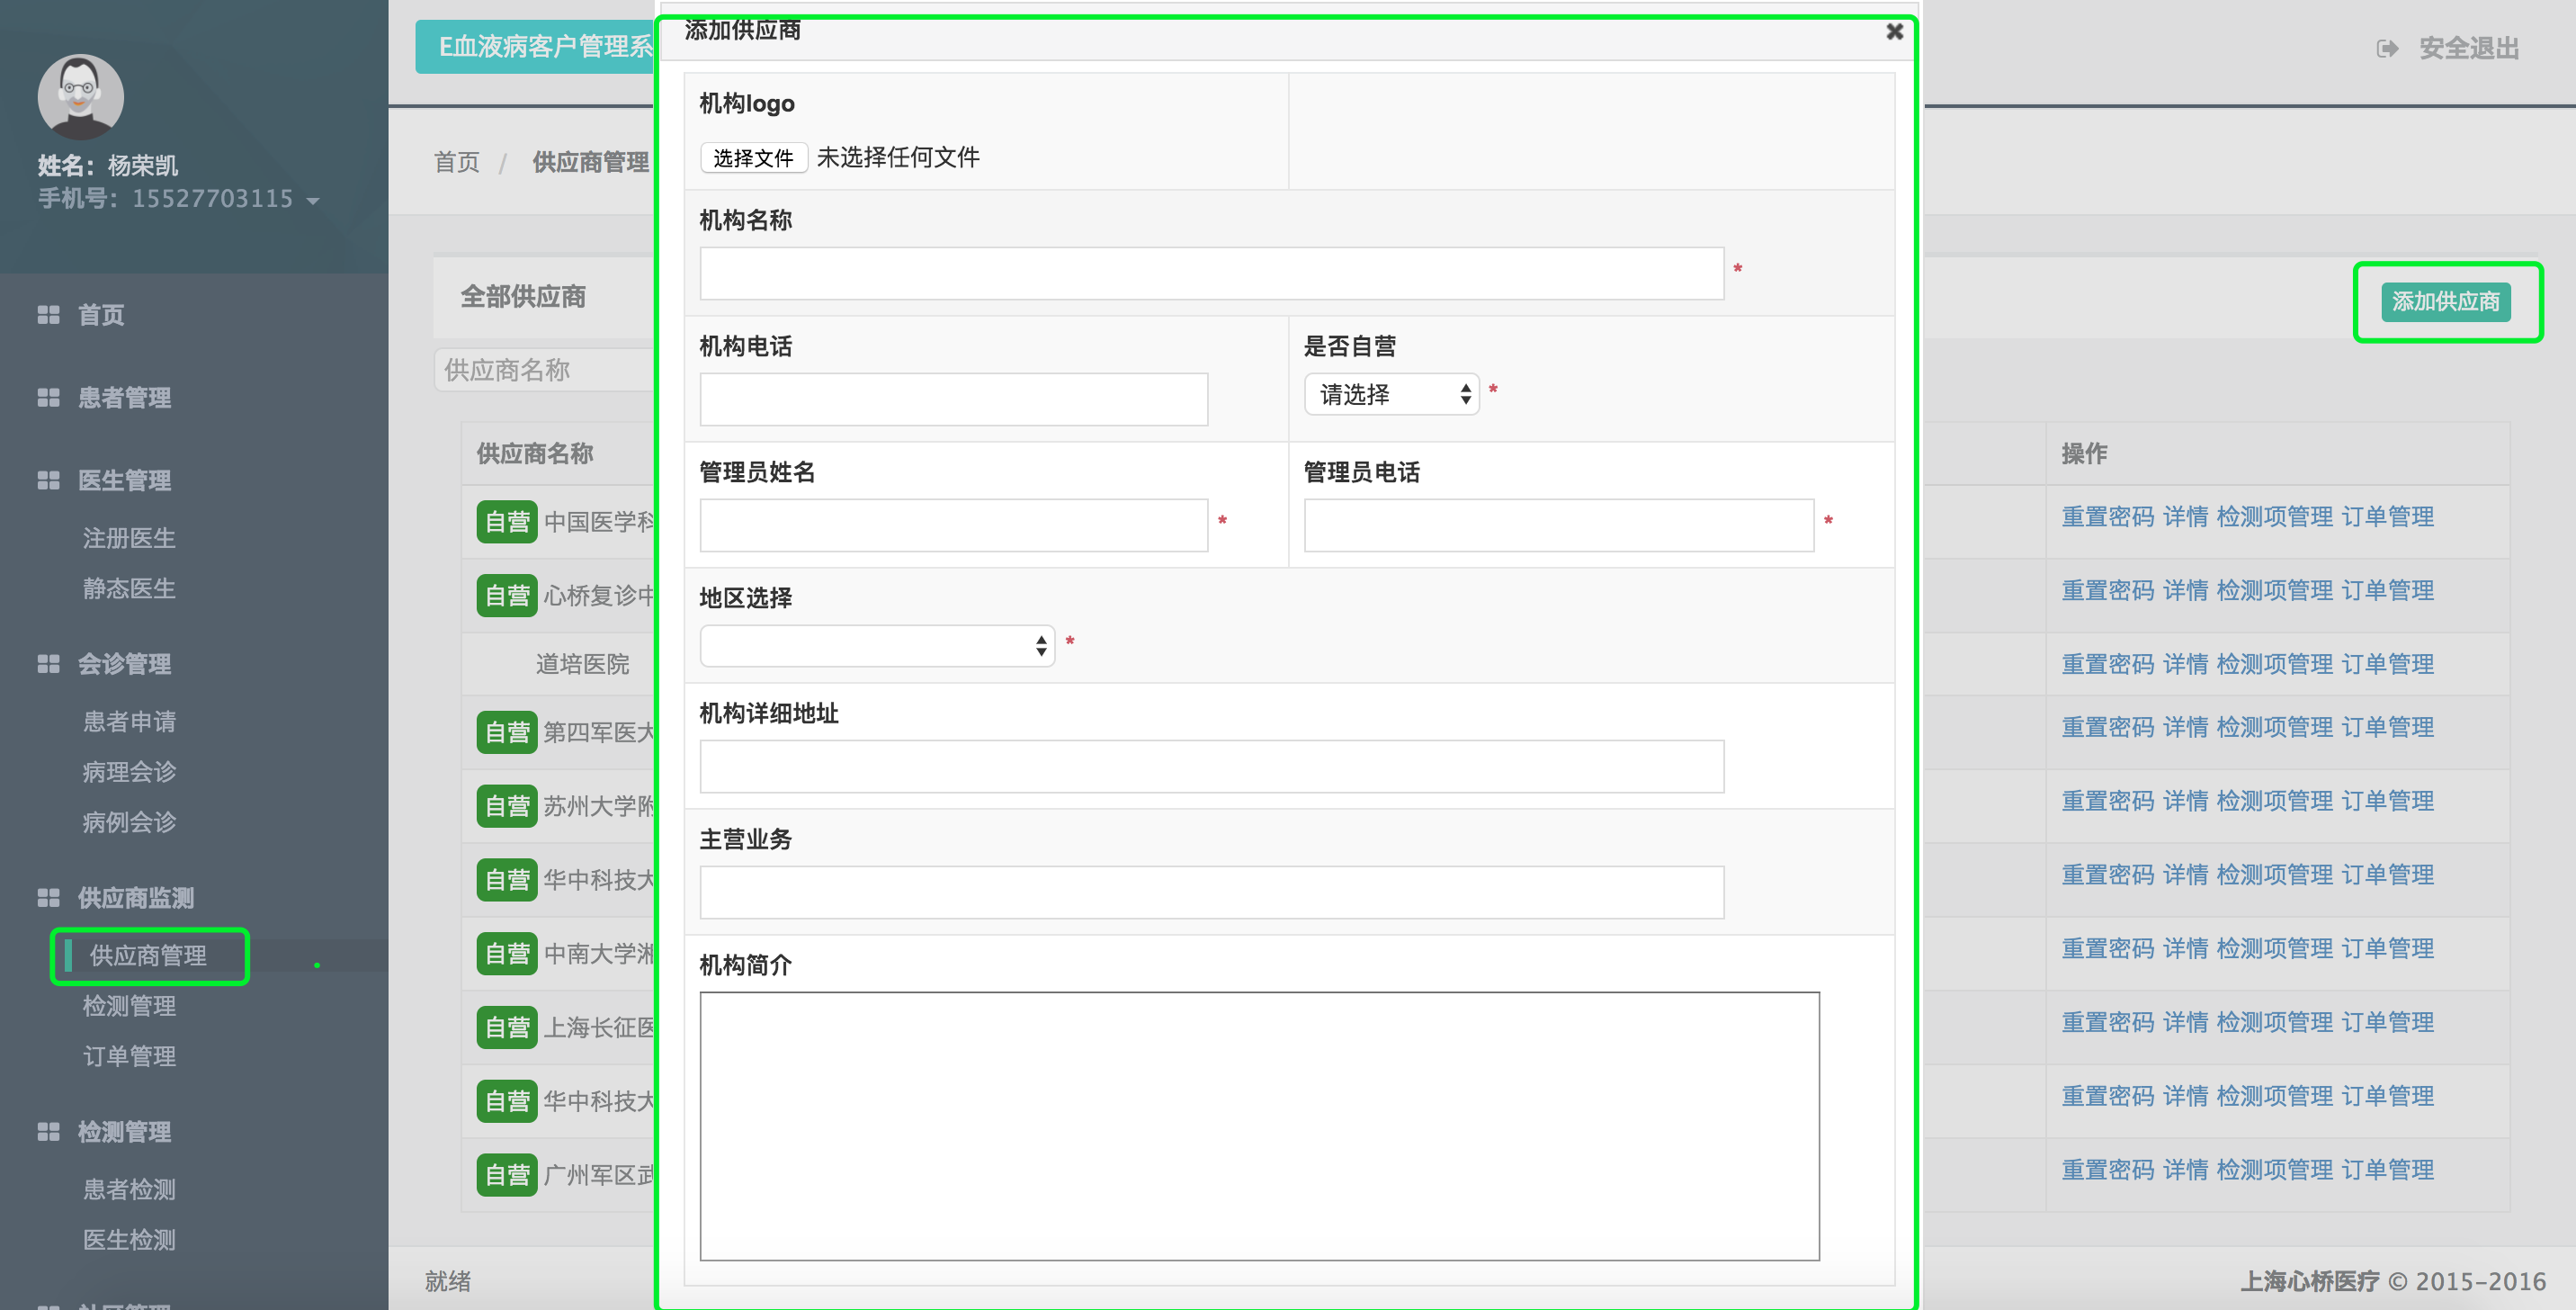 姓名：杨荣凯
手机号：15527703115
首页
患者管理
医生管理
注册医生
静态医生
会诊管理
患者申请
病理会诊
病例会诊
供应商监测
供应商管理
检测管理
订单管理
检测管理
患者检测
医生检测
E血液病客户管理系
安全退出
首页 / 供应商管理
全部供应商
添加供应商
供应商名称
供应商名称
操作
自营 中国医学科
重置密码 详情 检测项管理 订单管理
自营 心桥复诊中
重置密码 详情 检测项管理 订单管理
道培医院
重置密码 详情 检测项管理 订单管理
自营 第四军医大
重置密码 详情 检测项管理 订单管理
自营 苏州大学附
重置密码 详情 检测项管理 订单管理
自营 华中科技大
重置密码 详情 检测项管理 订单管理
自营 中南大学湘
重置密码 详情 检测项管理 订单管理
自营 上海长征医
重置密码 详情 检测项管理 订单管理
自营 华中科技大
重置密码 详情 检测项管理 订单管理
自营 广州军区武
重置密码 详情 检测项管理 订单管理
就绪
上海心桥医疗 © 2015-2016
添加供应商
机构logo
选择文件 未选择任何文件
机构名称
*
机构电话
是否自营
请选择 *
管理员姓名
*
管理员电话
*
地区选择
*
机构详细地址
主营业务
机构简介